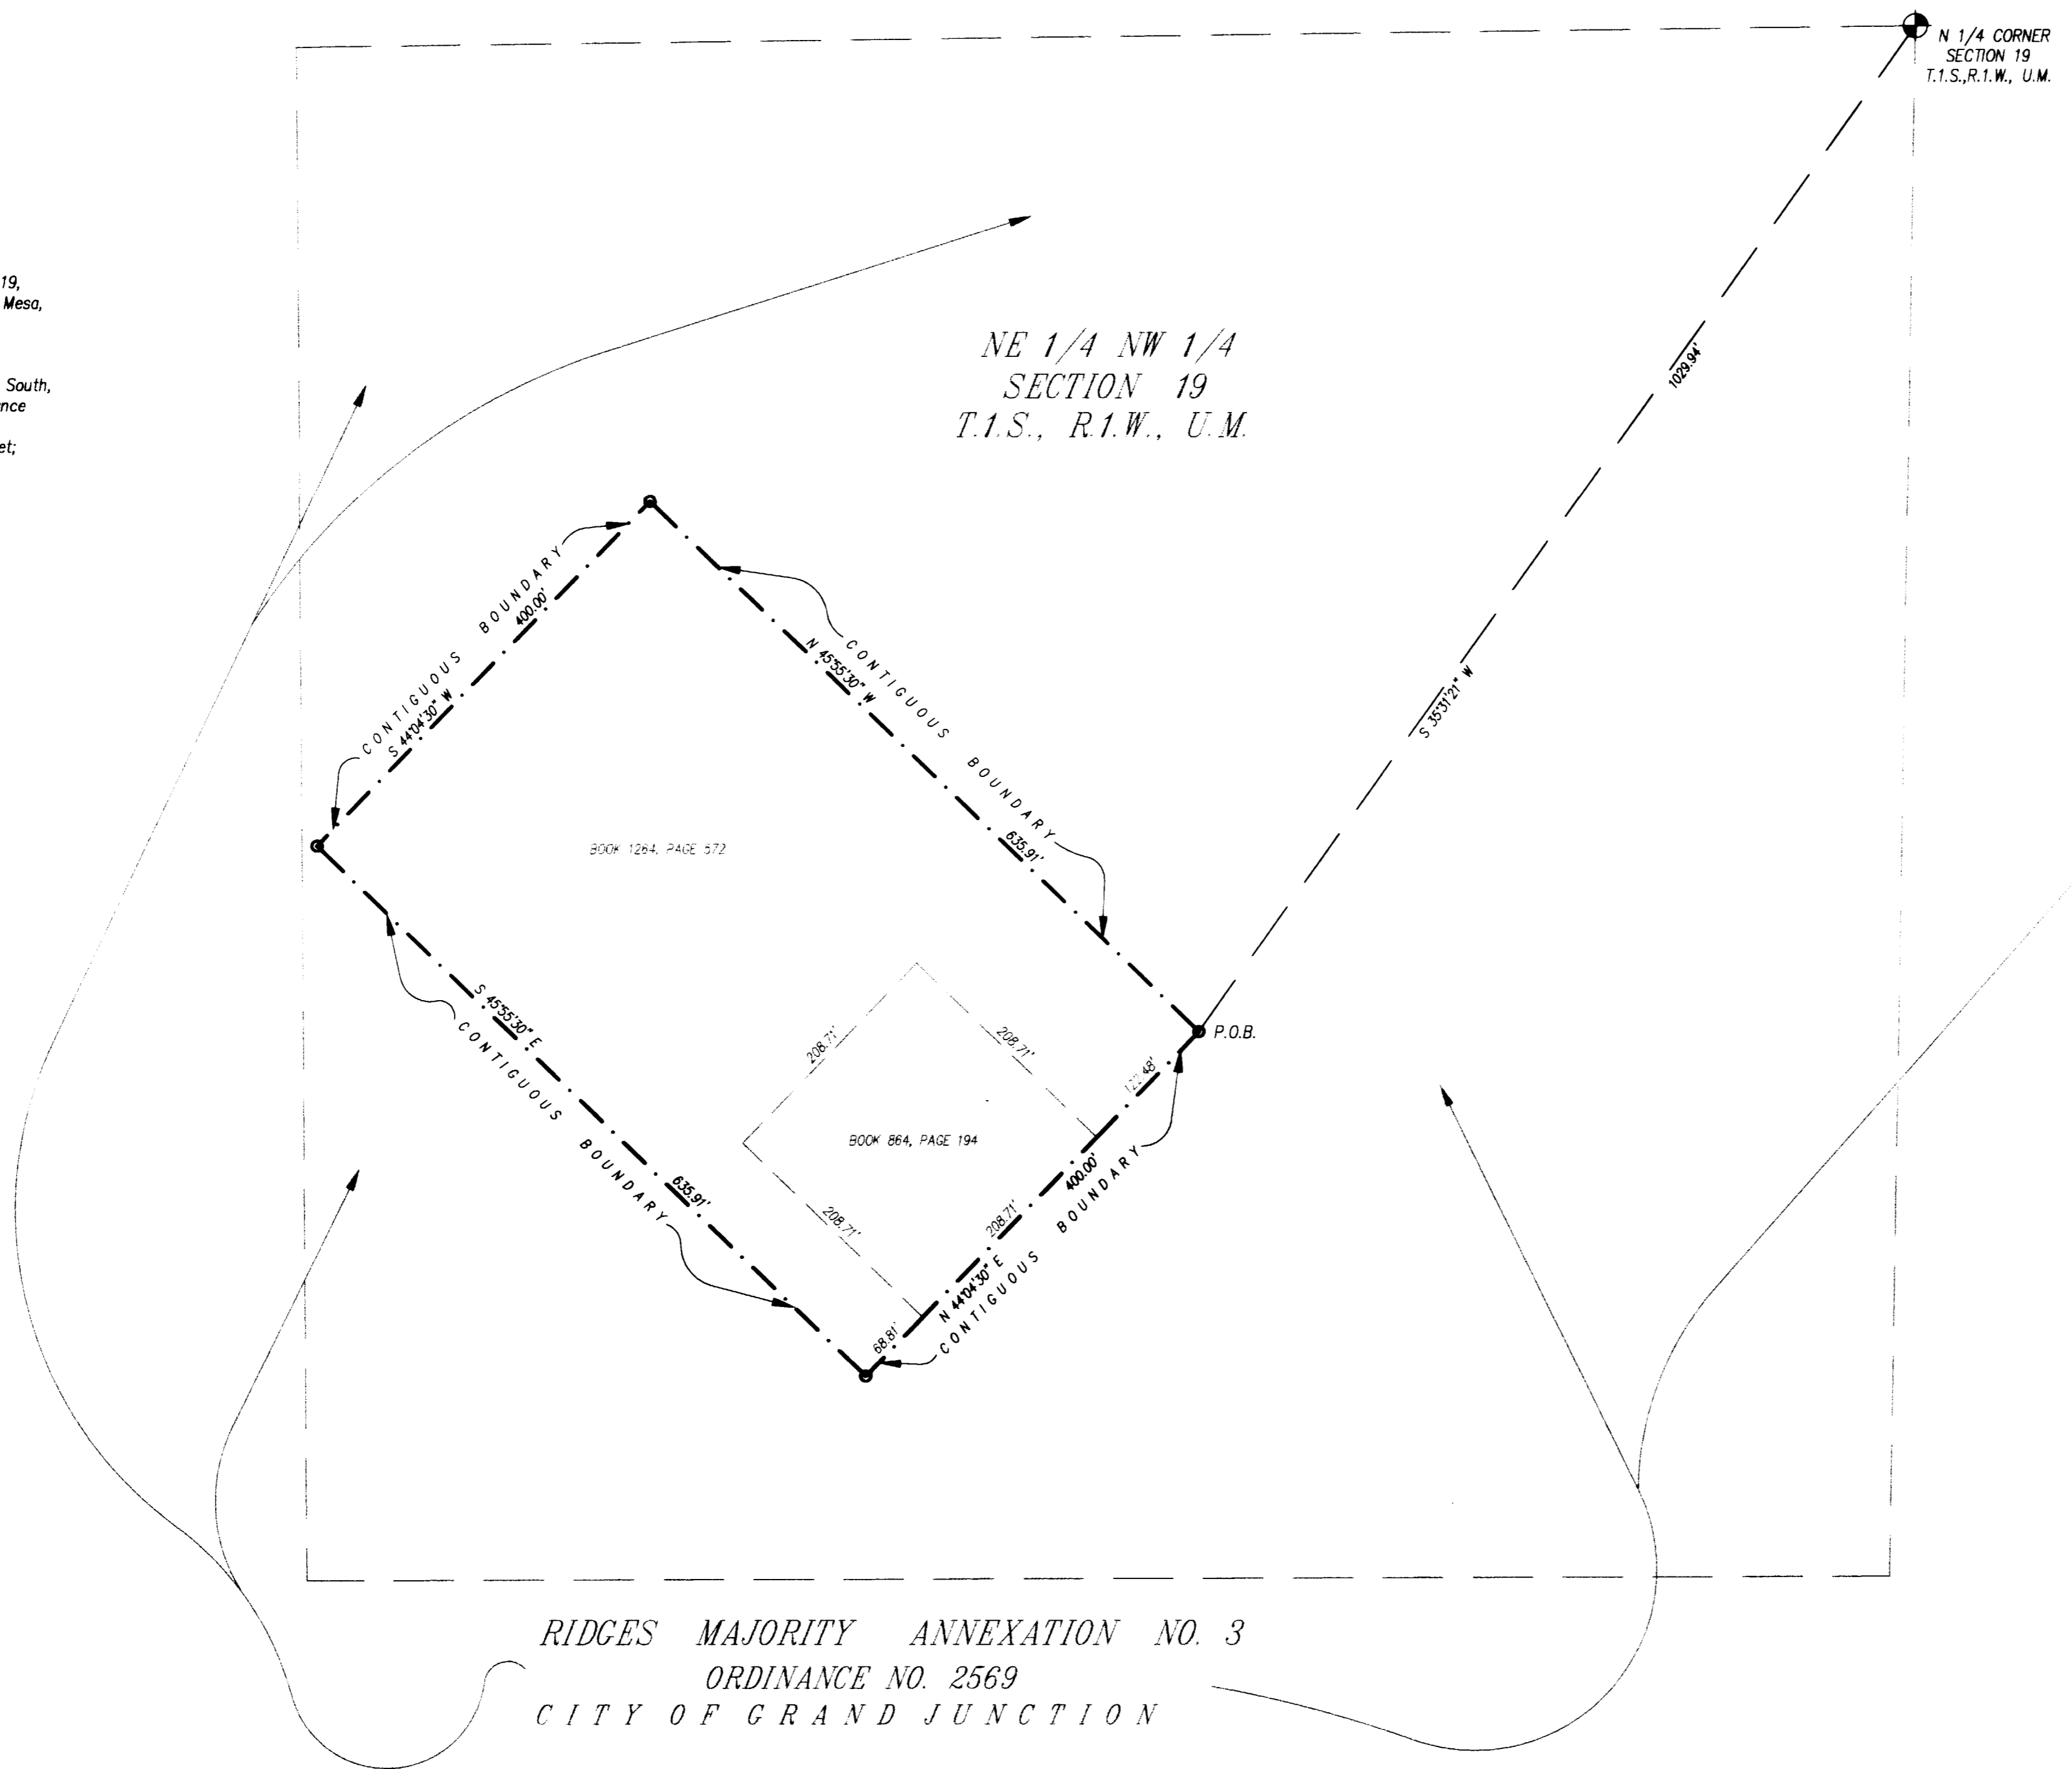 N 1/4 CORNER
SECTION 19
T.1.S.,R.1.W., U.M.
19,
Mesa,
South,
nce
et;
NE 1/4 NW 1/4
SECTION 19
T.1.S., R.1.W., U.M.
1029.94'
S 35°31'21" W
CONTIGUOUS BOUNDARY
400.00'
S 44°04'30" W
CONTIGUOUS BOUNDARY
N 45°55'30" W
635.91'
BOOK 1264, PAGE 572
P.O.B.
S 45°55'30" E
CONTIGUOUS BOUNDARY
635.91'
208.71'
208.71'
122.48'
BOOK 864, PAGE 194
208.71'
208.71'
400.00'
N 44°04'30" E
CONTIGUOUS BOUNDARY
68.81'
RIDGES MAJORITY ANNEXATION NO. 3
ORDINANCE NO. 2569
CITY OF GRAND JUNCTION